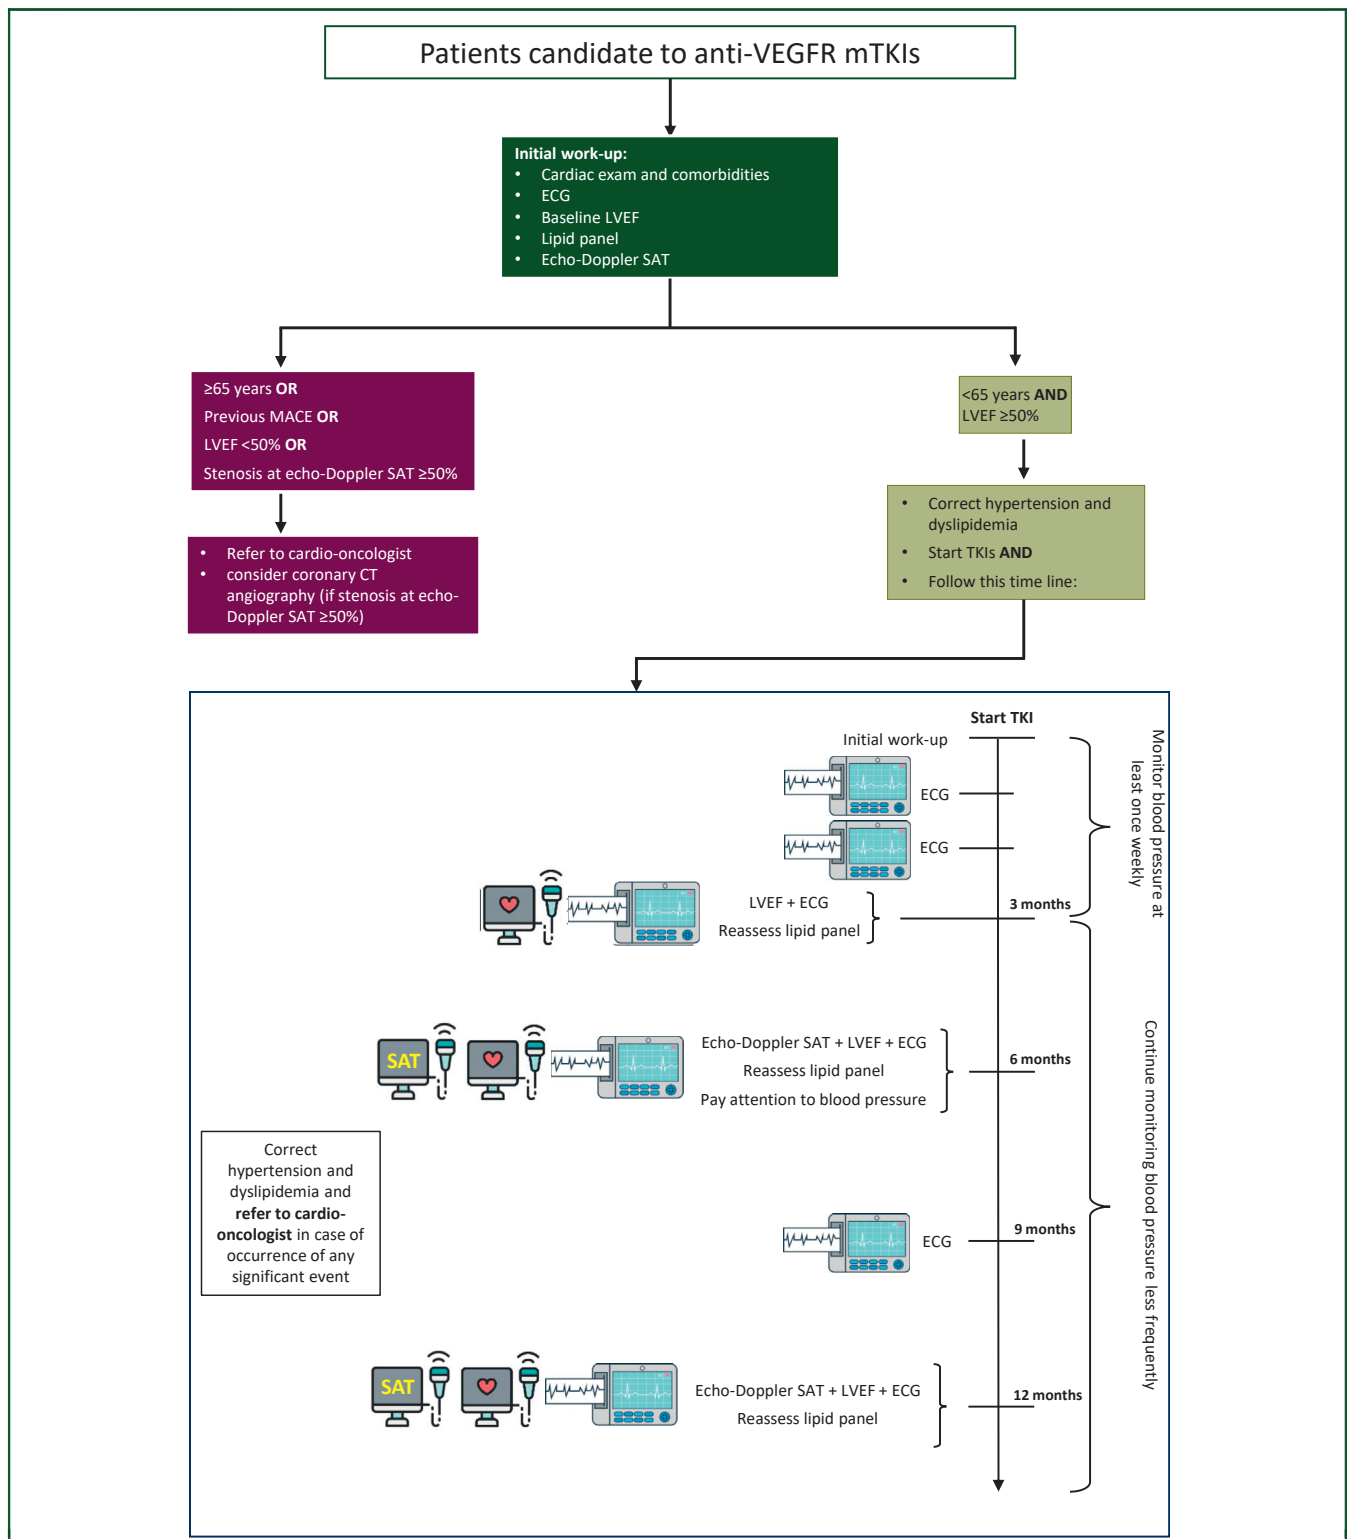 Patients candidate to anti-VEGFR mTKIs
Initial work-up:
• Cardiac exam and comorbidities
• ECG
• Baseline LVEF
• Lipid panel
• Echo-Doppler SAT
≥65 years OR
Previous MACE OR
LVEF <50% OR
Stenosis at echo-Doppler SAT ≥50%
• Refer to cardio-oncologist
• consider coronary CT
angiography (if stenosis at echo-
Doppler SAT ≥50%)
<65 years AND
LVEF ≥50%
• Correct hypertension and
dyslipidemia
• Start TKIs AND
• Follow this time line:
Start TKI
Initial work-up
ECG
ECG
Monitor blood pressure at
least once weekly
3 months
LVEF + ECG
Reassess lipid panel
SAT
Echo-Doppler SAT + LVEF + ECG
Reassess lipid panel
Pay attention to blood pressure
6 months
Continue monitoring blood pressure less frequently
Correct
hypertension and
dyslipidemia and
refer to cardio-
oncologist in case of
occurrence of any
significant event
ECG
9 months
SAT
Echo-Doppler SAT + LVEF + ECG
Reassess lipid panel
12 months